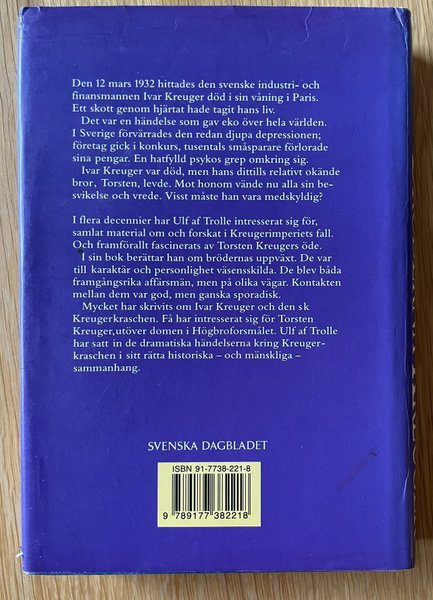 Den 12 mars 1932 hittades den svenske industri- och
finansmannen Ivar Kreuger död i sin våning i Paris.
Ett skott genom hjärtat hade tagit hans liv.
Det var en händelse som gav eko över hela världen.
I Sverige förvärrades den redan djupa depressionen;
företag gick i konkurs, tusentals småsparare förlorade
sina pengar. En hatfylld psykos grep omkring sig.
Ivar Kreuger var död, men hans dittills relativt okände
bror, Torsten, levde. Mot honom vände nu alla sin be-
svikelse och vrede. Visst måste han vara medskyldig?
I flera decennier har Ulf af Trolle intresserat sig för,
samlat material om och forskat i Kreugerimperiets fall.
Och framförallt fascinerats av Torsten Kreugers öde.
I sin bok berättar han om brödernas uppväxt. De var
till karaktär och personlighet väsensskilda. De blev båda
framgångsrika affärsmän, men på olika vägar. Kontakten
mellan dem var god, men ganska sporadisk.
Mycket har skrivits om Ivar Kreuger och den s k
Kreugerkraschen. Få har intresserat sig för Torsten
Kreuger, utöver domen i Högbroforsmålet. Ulf af Trolle
har satt in de dramatiska händelserna kring Kreuger-
kraschen i sitt rätta historiska – och mänskliga –
sammanhang.
SVENSKA DAGBLADET
ISBN 91-7738-221-8
9 789177 382218